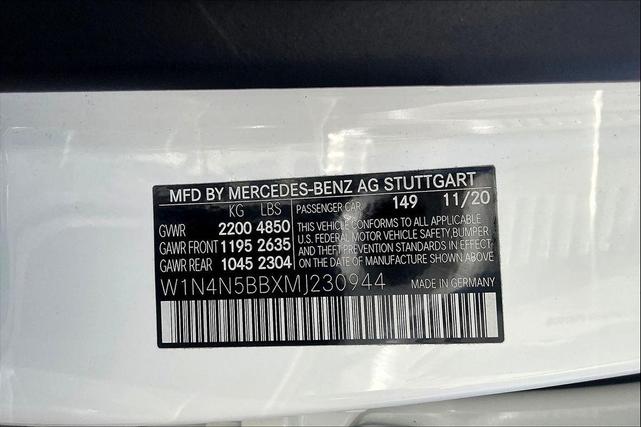 MFD BY MERCEDES-BENZ AG STUTTGART
KG LBS
GVWR 2200 4850
GAWR FRONT 1195 2635
GAWR REAR 1045 2304
PASSENGER CAR 149 11/20
THIS VEHICLE CONFORMS TO ALL APPLICABLE
U.S. FEDERAL MOTOR VEHICLE SAFETY, BUMPER
AND THEFT PREVENTION STANDARDS IN EFFECT
ON THE DATE OF MANUFACTURE SHOWN ABOVE.
W1N4N5BBXMJ230944 MADE IN GERMANY